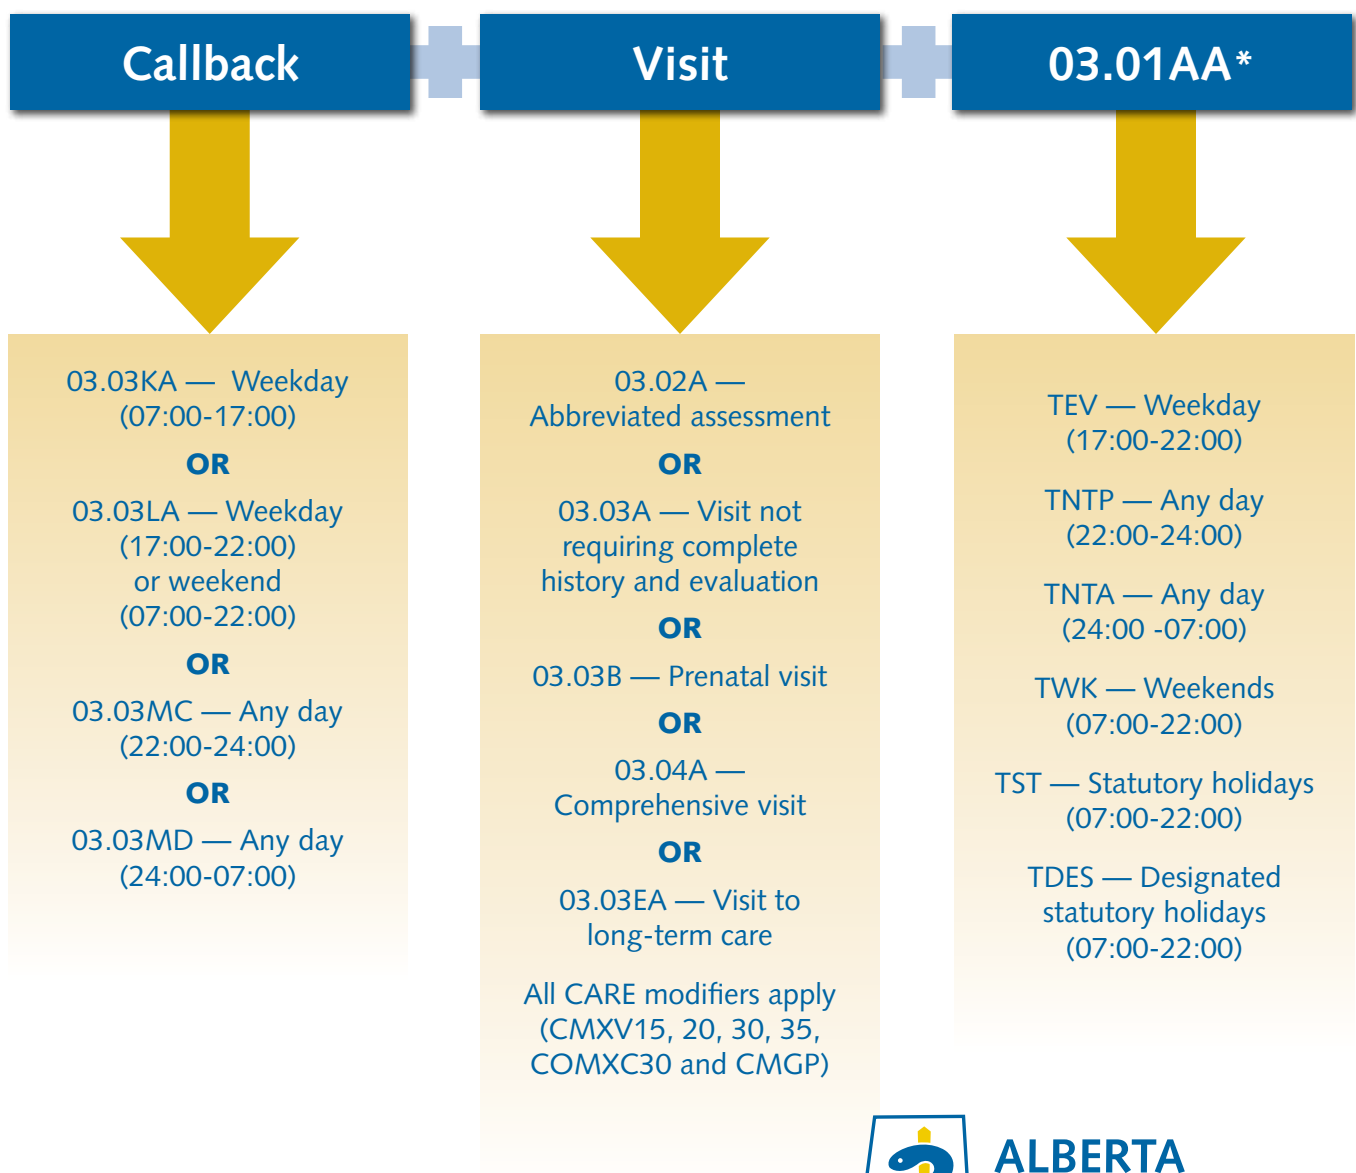 Callback
Visit
03.01AA*
03.03KA — Weekday
(07:00-17:00)
OR
03.03LA — Weekday
(17:00-22:00)
or weekend
(07:00-22:00)
OR
03.03MC — Any day
(22:00-24:00)
OR
03.03MD — Any day
(24:00-07:00)
03.02A —
Abbreviated assessment
OR
03.03A — Visit not
requiring complete
history and evaluation
OR
03.03B — Prenatal visit
OR
03.04A —
Comprehensive visit
OR
03.03EA — Visit to
long-term care
All CARE modifiers apply
(CMXV15, 20, 30, 35,
COMXC30 and CMGP)
TEV — Weekday
(17:00-22:00)
TNTP — Any day
(22:00-24:00)
TNTA — Any day
(24:00 -07:00)
TWK — Weekends
(07:00-22:00)
TST — Statutory holidays
(07:00-22:00)
TDES — Designated
statutory holidays
(07:00-22:00)
ALBERTA